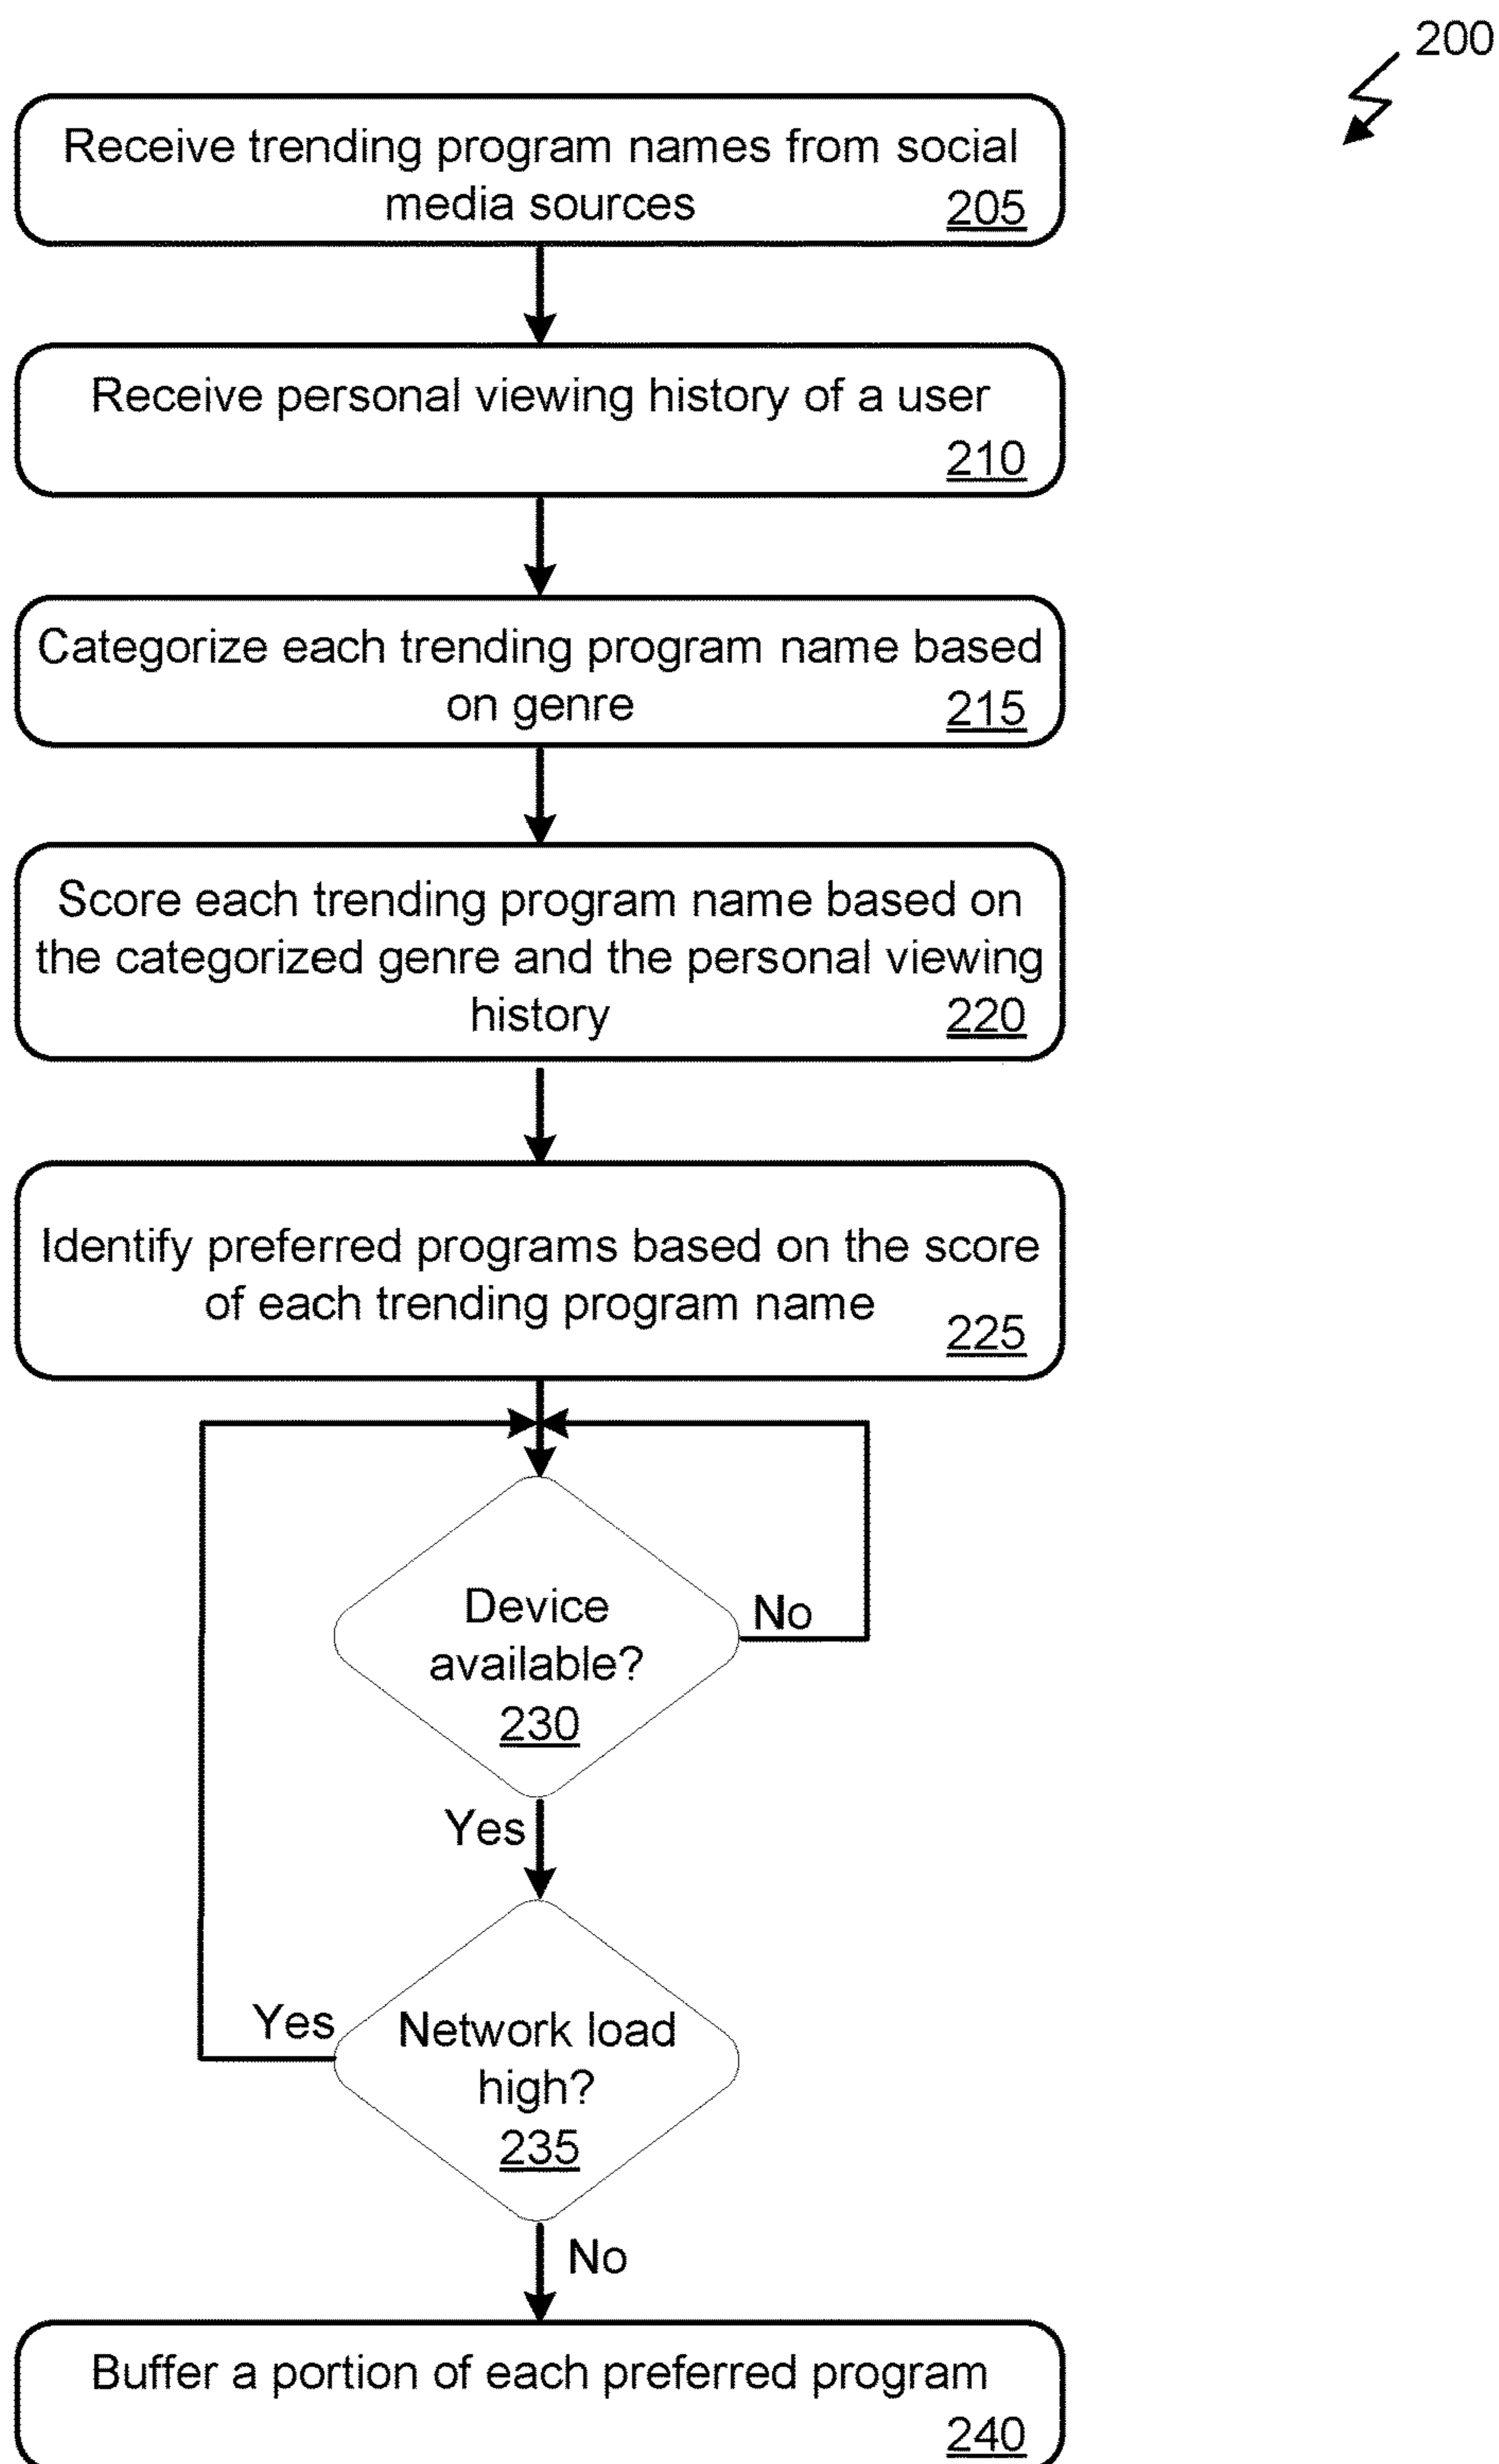 200
Receive trending program names from social
media sources
205
Receive personal viewing history of a user
210
Categorize each trending program name based
on genre
215
Score each trending program name based on
the categorized genre and the personal viewing
history
220
Identify preferred programs based on the score
of each trending program name
225
Device
available?
230
No
Yes
Network load
high?
235
Yes
No
Buffer a portion of each preferred program
240